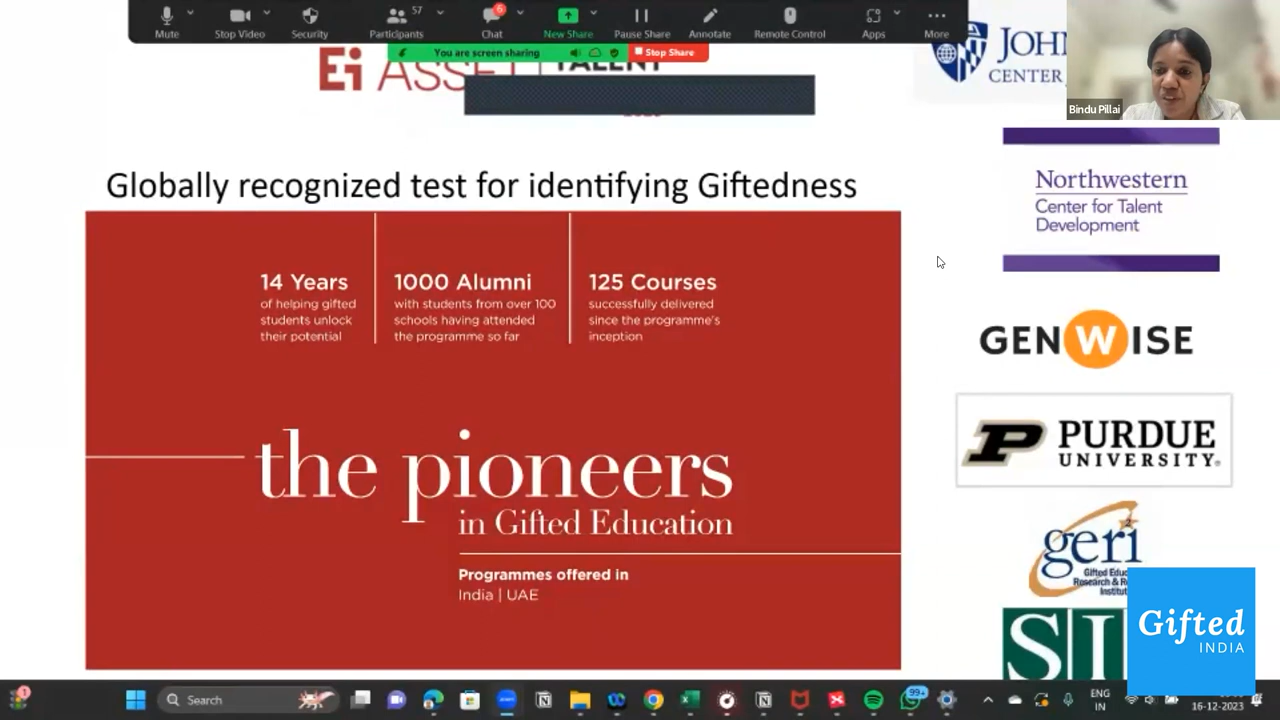 57
6
Mute
Stop Video
Security
Participants
Chat
New Share
Pause Share
Annotate
Remote Control
Apps
More
You are screen sharing
Stop Share
Ei ASSET
TALENT
JOHN
CENTER
Bindu Pillai
Globally recognized test for identifying Giftedness
14 Years
of helping gifted
students unlock
their potential
1000 Alumni
with students from over 100
schools having attended
the programme so far
125 Courses
successfully delivered
since the programme's
inception
the pioneers
in Gifted Education
Programmes offered in
India | UAE
Northwestern
Center for Talent
Development
GENWISE
P PURDUE
UNIVERSITY®
geri
Gifted Educ
Research & Re
Institut
SI
Gifted
INDIA
1
Search
99+
ENG
IN
16-12-2023